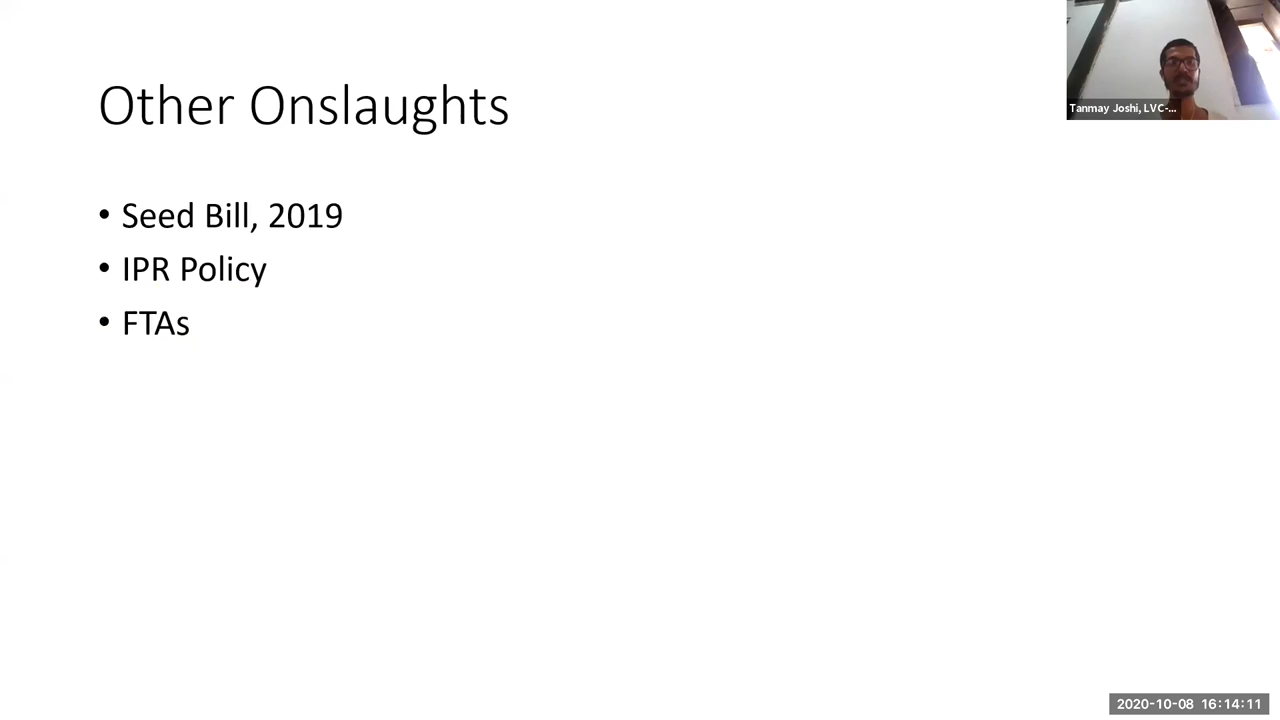 Other Onslaughts
• Seed Bill, 2019
• IPR Policy
• FTAs
Tanmay Joshi, LVC-...
2020-10-08 16:14:11